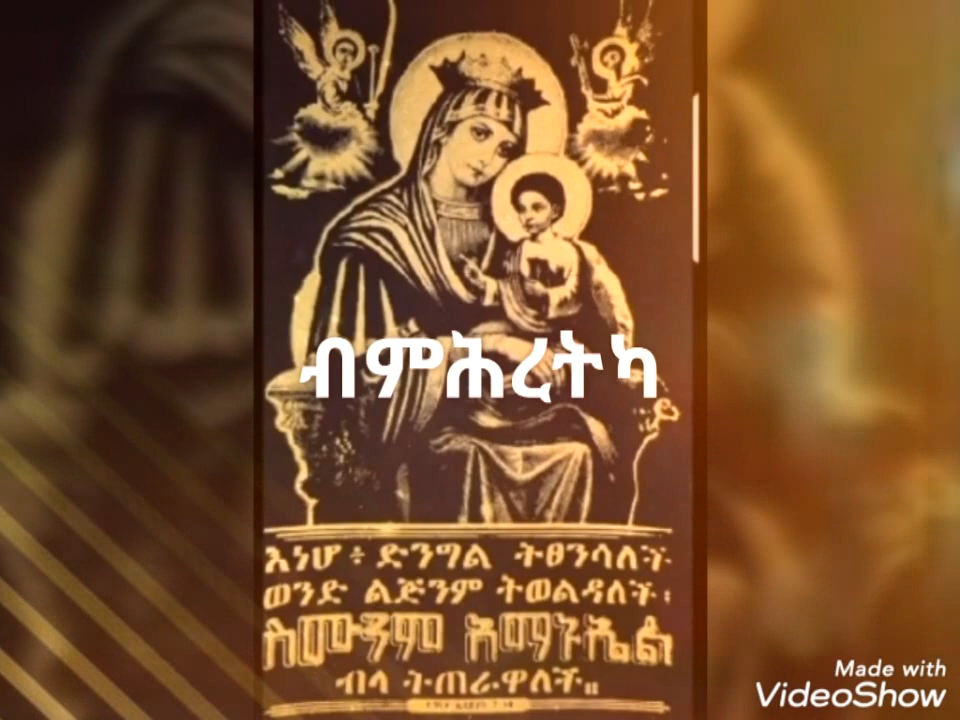 ብምሕረትካ
እነሆ ፥ ድንግል ትፀንሳለች
ወንድ ልጅንም ትወልዳለች ፡
ስሙንም አማኑኤል
ብላ ትጠራዋለች ።
Made with
VideoShow